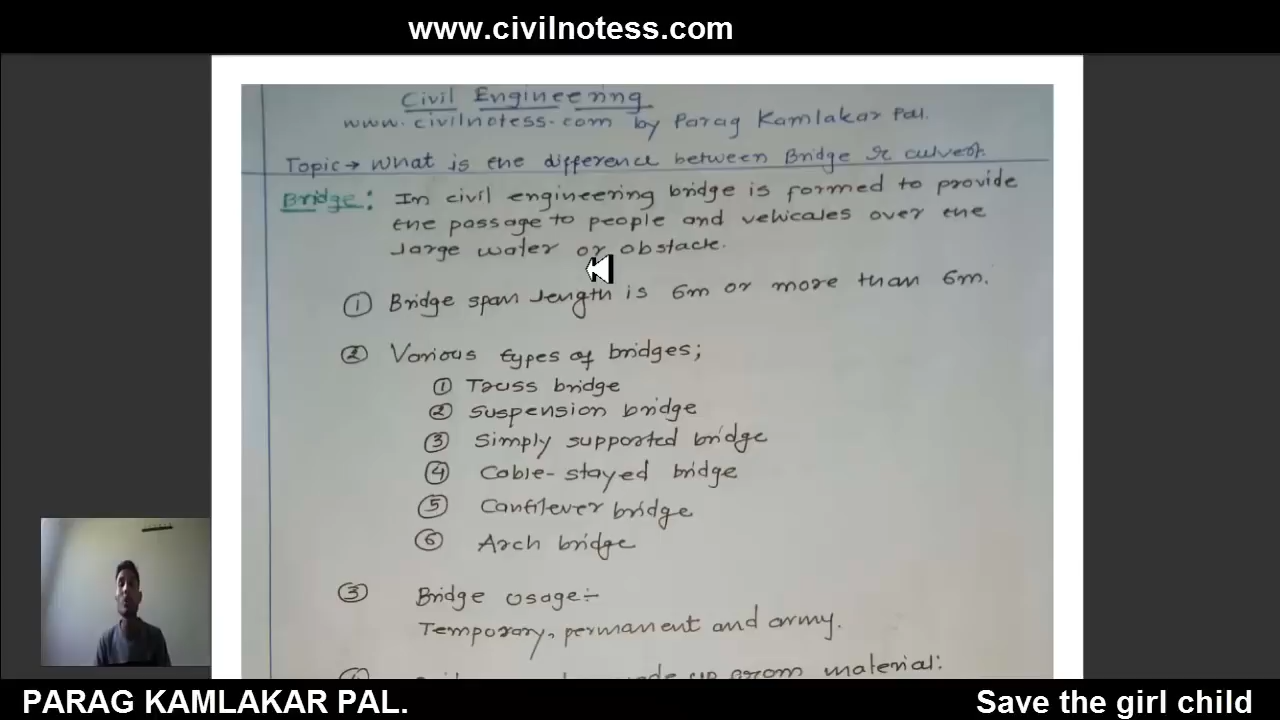 www.civilnotess.com
Civil Engineering
www.civilnotess.com by Parag Kamlakar Pal.
Topic → What is the difference between Bridge & culvert.
Bridge: In civil engineering bridge is formed to provide
the passage to people and vehicales over the
large water or obstacle.
① Bridge span length is 6m or more than 6m.
② Various types of bridges;
① Truss bridge
② Suspension bridge
③ Simply supported bridge
④ Cable-stayed bridge
⑤ Cantilever bridge
⑥ Arch bridge
③ Bridge usage:-
Temporary, permanent and army.
material:
PARAG KAMLAKAR PAL.
Save the girl child